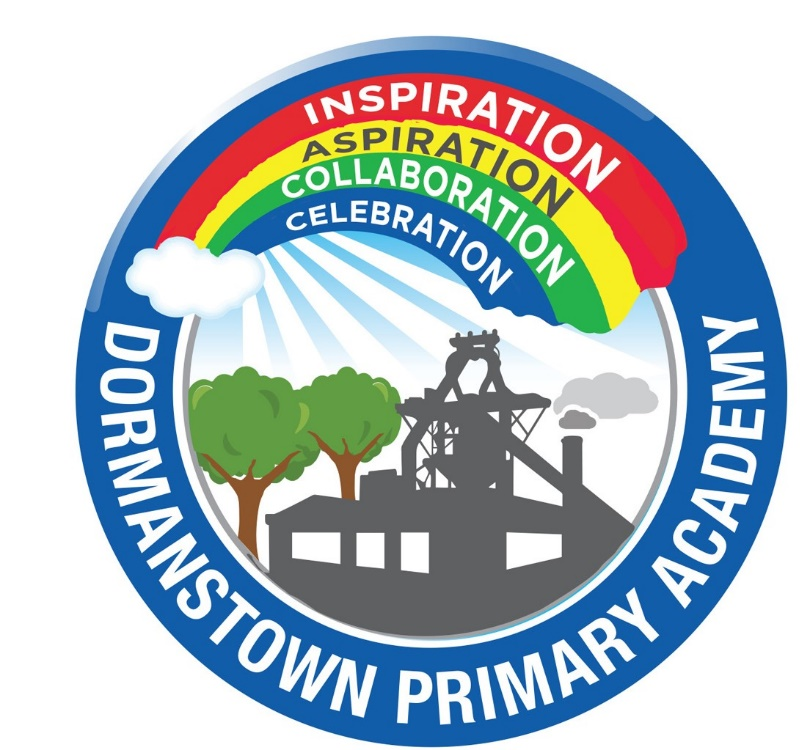 INSPIRATION
ASPIRATION
COLLABORATION
CELEBRATION
DORMANSTOWN PRIMARY ACADEMY